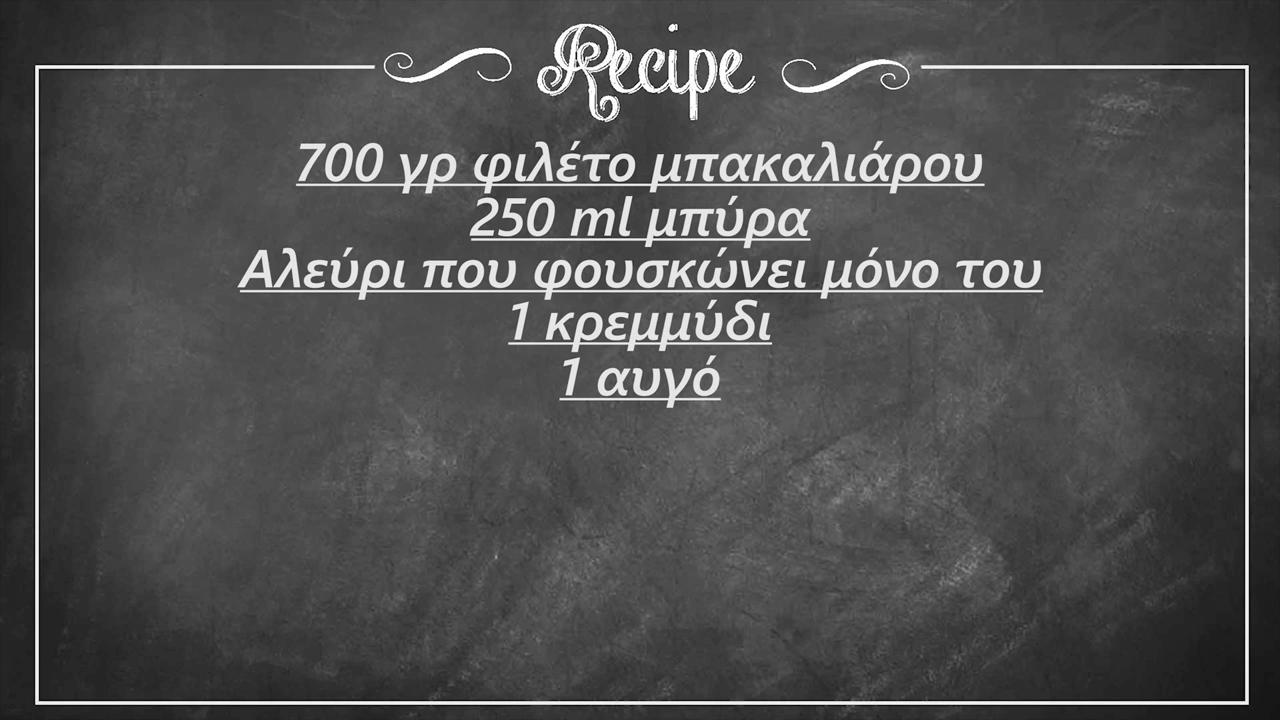 Recipe
700 γρ φιλέτο μπακαλιάρου
250 ml μπύρα
Αλεύρι που φουσκώνει μόνο του
1 κρεμμύδι
1 αυγό